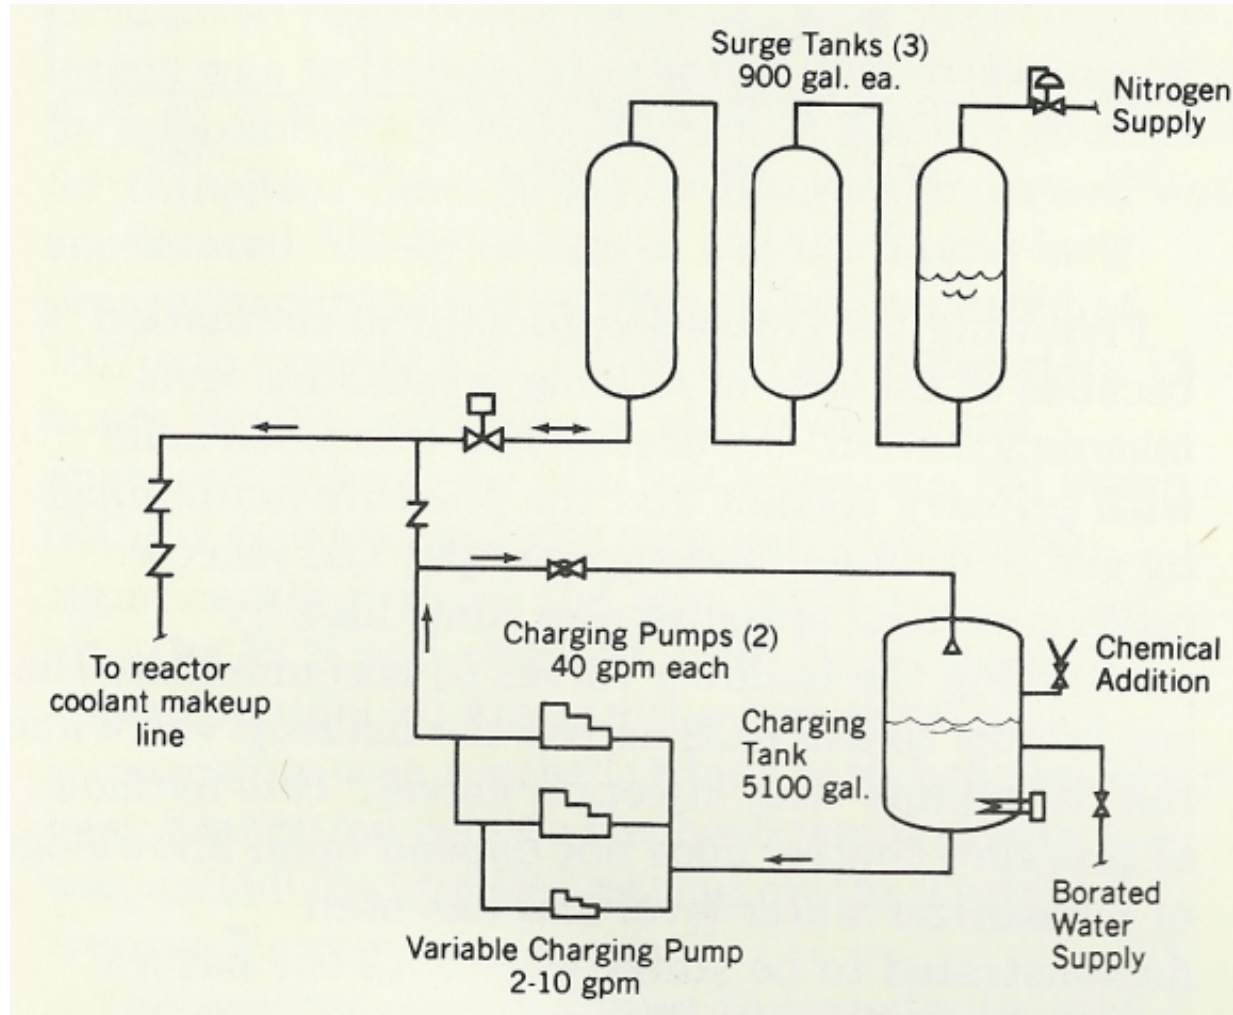 Surge Tanks (3)
900 gal. ea.
Nitrogen
Supply
Charging Pumps (2)
40 gpm each
To reactor
coolant makeup
line
Chemical
Addition
Charging
Tank
5100 gal.
Borated
Water
Supply
Variable Charging Pump
2-10 gpm